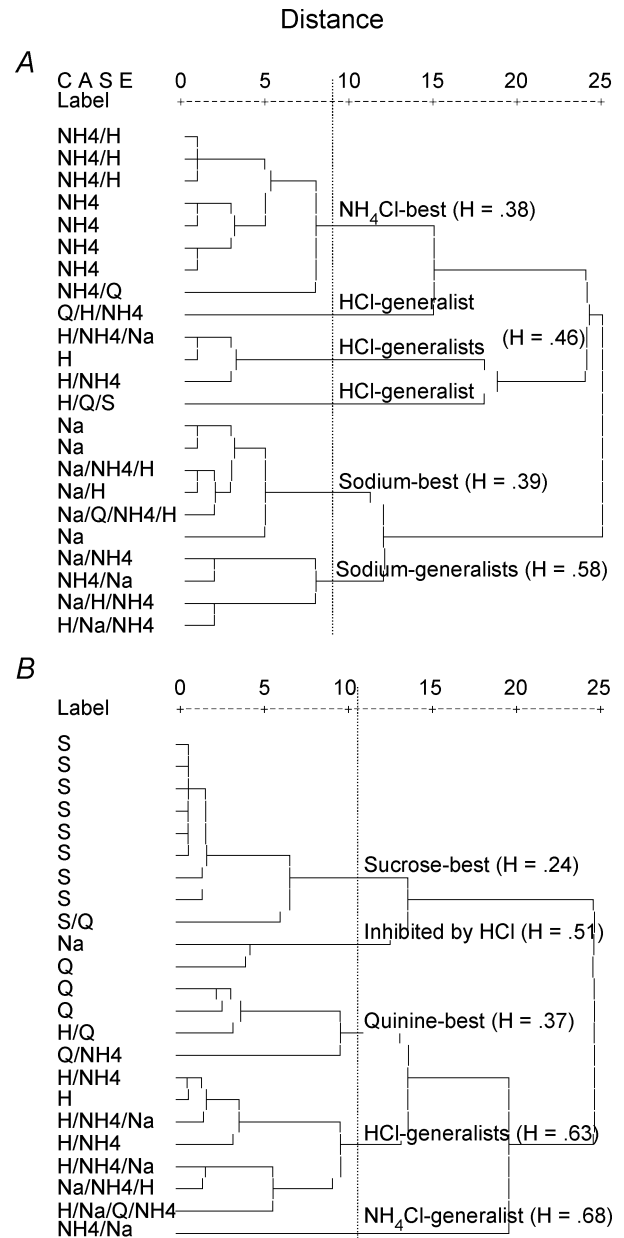 Distance
A
C A S E 0 5 10 15 20 25
Label
NH4/H
NH4/H
NH4/H
NH4
NH4 NH4Cl-best (H = .38)
NH4
NH4
NH4/Q
Q/H/NH4 HCl-generalist
H/NH4/Na (H = .46)
H HCl-generalists
H/NH4
H/Q/S HCl-generalist
Na
Na
Na/NH4/H
Na/H Sodium-best (H = .39)
Na/Q/NH4/H
Na
Na/NH4
NH4/Na Sodium-generalists (H = .58)
Na/H/NH4
H/Na/NH4
B
0 5 10 15 20 25
Label
S
S
S
S
S
S
S Sucrose-best (H = .24)
S
S/Q
Na Inhibited by HCl (H = .51)
Q
Q
Q Quinine-best (H = .37)
H/Q
Q/NH4
H/NH4
H
H/NH4/Na
H/NH4 HCl-generalists (H = .63)
H/NH4/Na
Na/NH4/H
H/Na/Q/NH4
NH4/Na NH4Cl-generalist (H = .68)